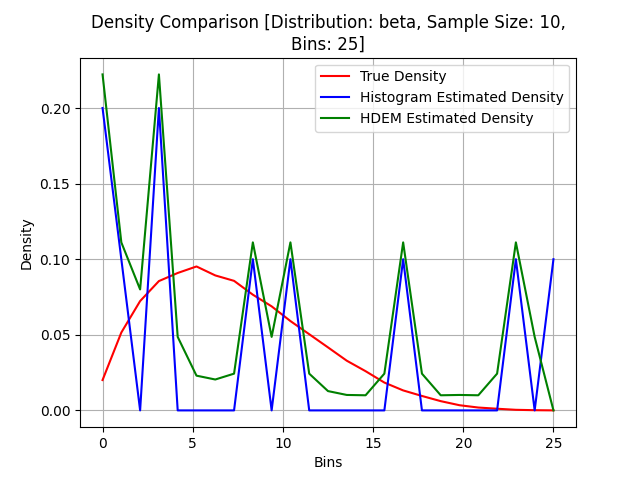 Density Comparison [Distribution: beta, Sample Size: 10,
Bins: 25]
True Density
Histogram Estimated Density
HDEM Estimated Density
Density
0.20
0.15
0.10
0.05
0.00
0 5 10 15 20 25
Bins